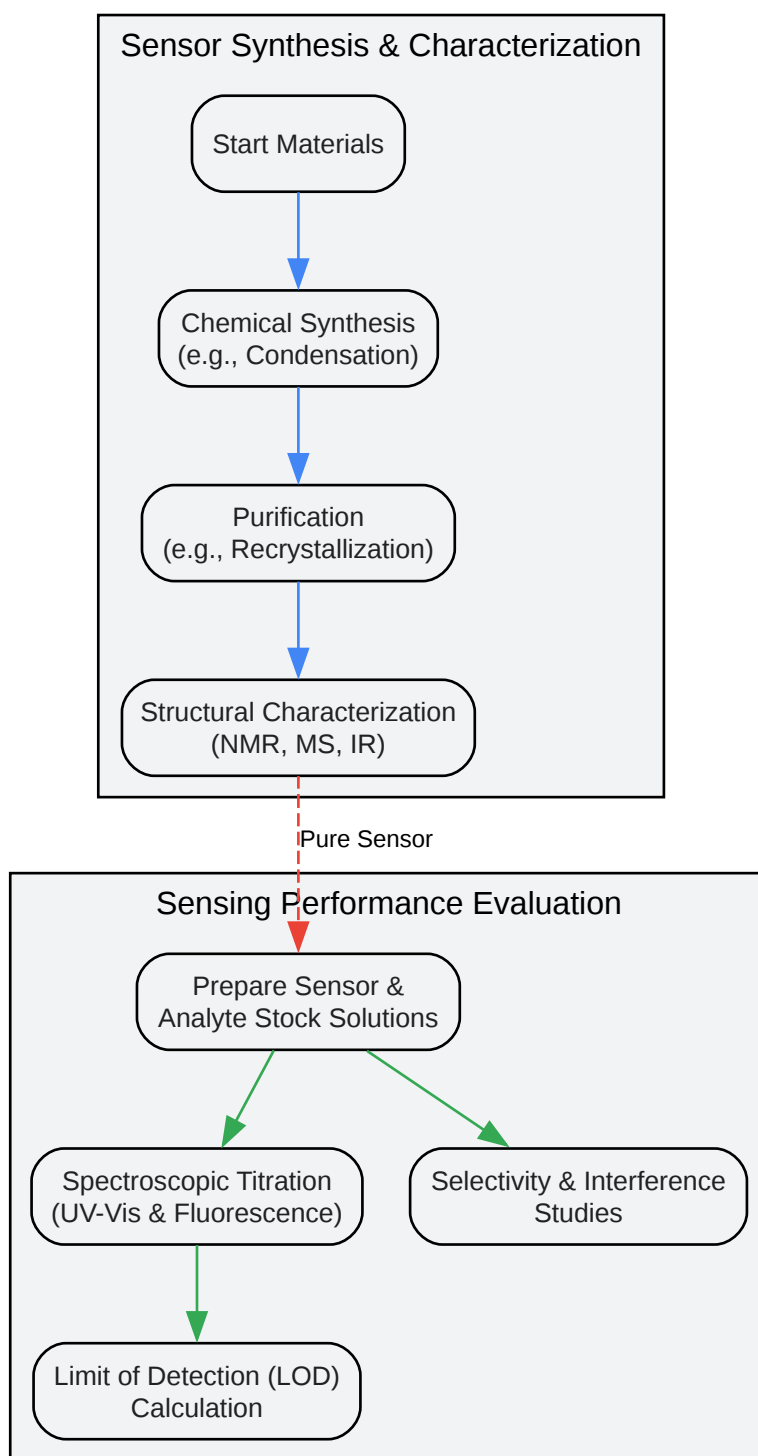 Sensor Synthesis & Characterization
Start Materials
Chemical Synthesis
(e.g., Condensation)
Purification
(e.g., Recrystallization)
Structural Characterization
(NMR, MS, IR)
Pure Sensor
Sensing Performance Evaluation
Prepare Sensor &
Analyte Stock Solutions
Spectroscopic Titration
(UV-Vis & Fluorescence)
Selectivity & Interference
Studies
Limit of Detection (LOD)
Calculation